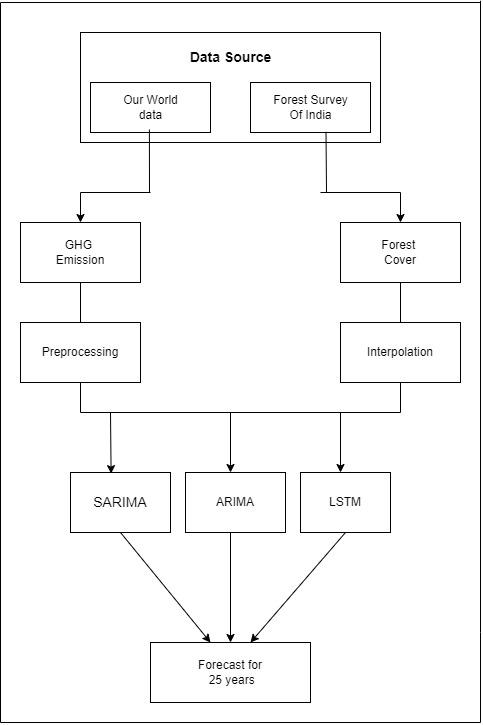 Data Source
Our World
data
Forest Survey
Of India
GHG
Emission
Forest
Cover
Preprocessing
Interpolation
SARIMA
ARIMA
LSTM
Forecast for
25 years